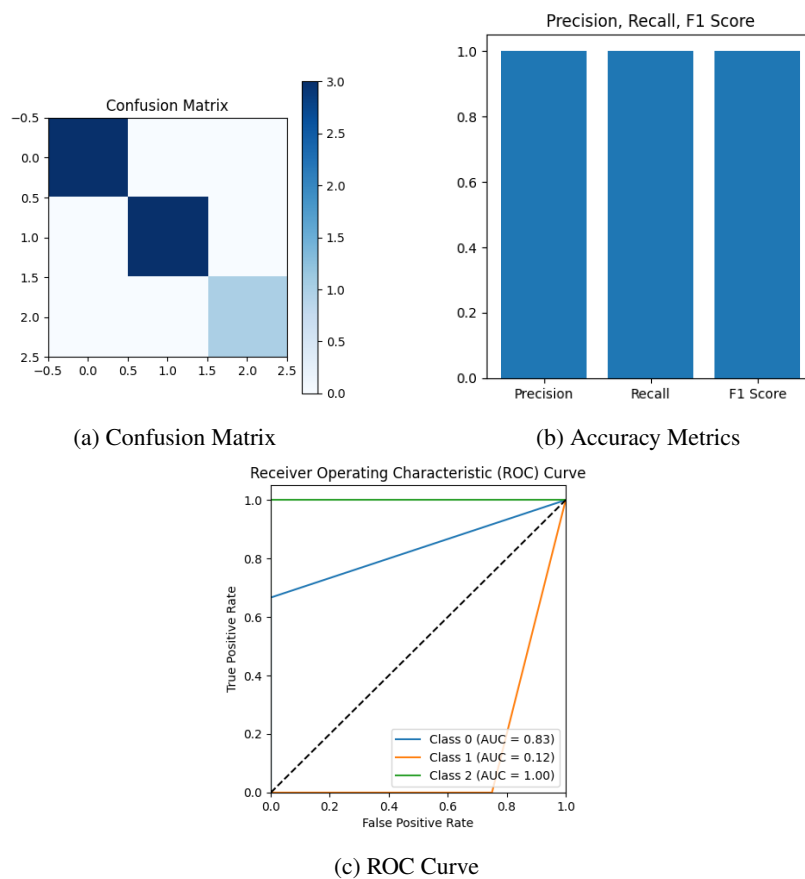 Confusion Matrix
−0.5
0.0
0.5
1.0
1.5
2.0
2.5
−0.5 0.0 0.5 1.0 1.5 2.0 2.5
3.0
2.5
2.0
1.5
1.0
0.5
0.0
(a) Confusion Matrix
Precision, Recall, F1 Score
1.0
0.8
0.6
0.4
0.2
0.0
Precision Recall F1 Score
(b) Accuracy Metrics
Receiver Operating Characteristic (ROC) Curve
True Positive Rate
1.0
0.8
0.6
0.4
0.2
0.0
Class 0 (AUC = 0.83)
Class 1 (AUC = 0.12)
Class 2 (AUC = 1.00)
0.0 0.2 0.4 0.6 0.8 1.0
False Positive Rate
(c) ROC Curve